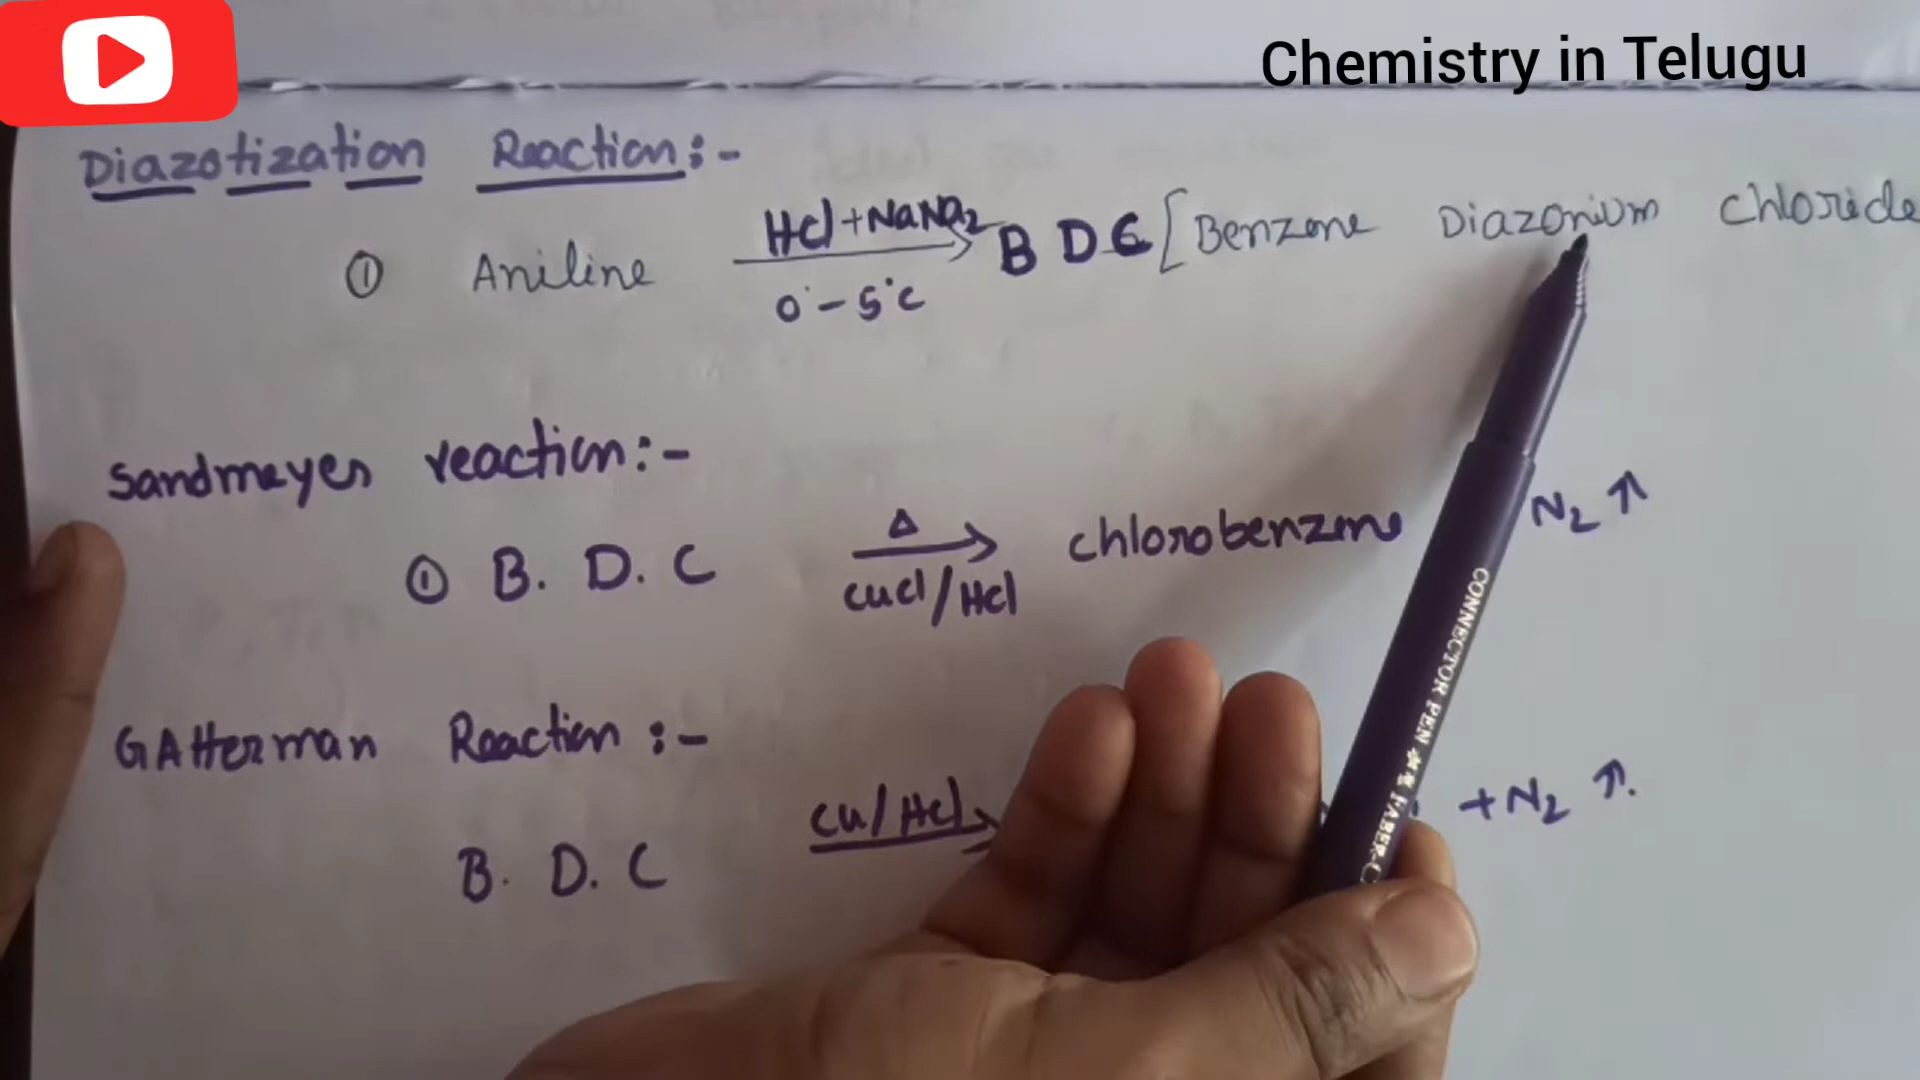 Chemistry in Telugu
Diazotization Reaction:-
HCl+NaNO2
① Aniline → B D C [Benzene Diazonium Chloride
0°-5°c
Sandmeyer reaction:-
Δ
① B. D. C → chlorobenzene N2 ↑
cucl/Hcl
GAtterman Reaction:-
cu/Hcl
B. D. C → +N2 ↑.
CONNECTOR PEN FABER-C